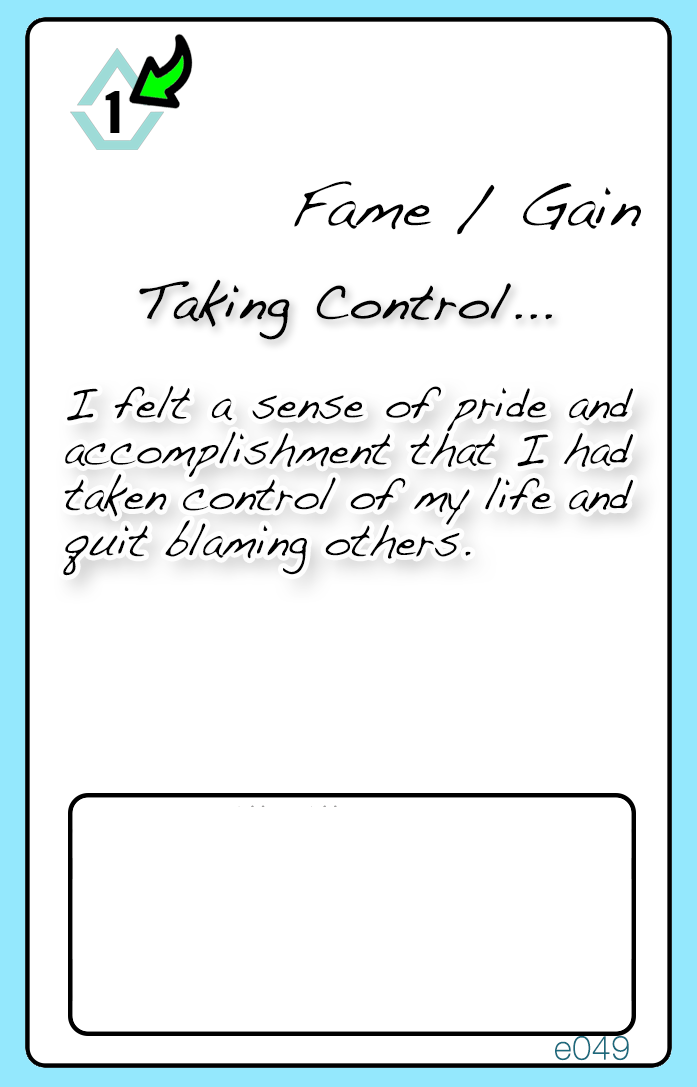 1
Fame / Gain
Taking Control...
I felt a sense of pride and
accomplishment that I had
taken control of my life and
quit blaming others.
e049